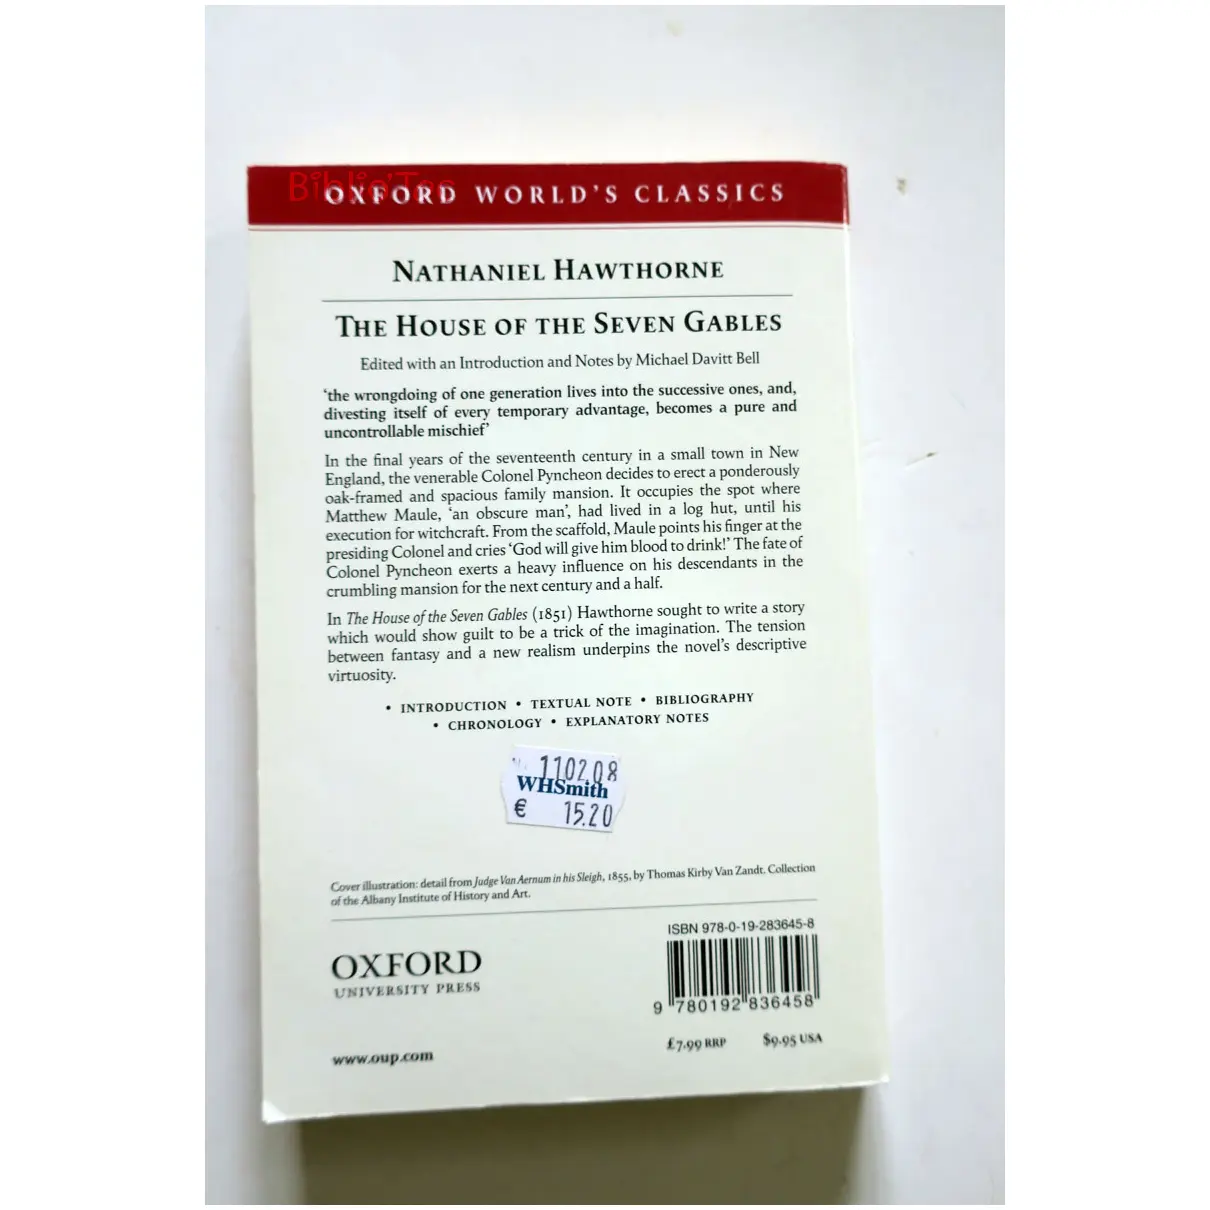 Biblio'Tee
OXFORD WORLD'S CLASSICS
NATHANIEL HAWTHORNE
THE HOUSE OF THE SEVEN GABLES
Edited with an Introduction and Notes by Michael Davitt Bell
‘the wrongdoing of one generation lives into the successive ones, and,
divesting itself of every temporary advantage, becomes a pure and
uncontrollable mischief’
In the final years of the seventeenth century in a small town in New
England, the venerable Colonel Pyncheon decides to erect a ponderously
oak-framed and spacious family mansion. It occupies the spot where
Matthew Maule, ‘an obscure man’, had lived in a log hut, until his
execution for witchcraft. From the scaffold, Maule points his finger at the
presiding Colonel and cries ‘God will give him blood to drink!’ The fate of
Colonel Pyncheon exerts a heavy influence on his descendants in the
crumbling mansion for the next century and a half.
In The House of the Seven Gables (1851) Hawthorne sought to write a story
which would show guilt to be a trick of the imagination. The tension
between fantasy and a new realism underpins the novel's descriptive
virtuosity.
• INTRODUCTION • TEXTUAL NOTE • BIBLIOGRAPHY
• CHRONOLOGY • EXPLANATORY NOTES
110208
WHSmith
€ 15.20
Cover illustration: detail from Judge Van Aernum in his Sleigh, 1855, by Thomas Kirby Van Zandt. Collection
of the Albany Institute of History and Art.
ISBN 978-0-19-283645-8
OXFORD
UNIVERSITY PRESS
9 780192 836458
£7.99 RRP $9.95 USA
www.oup.com